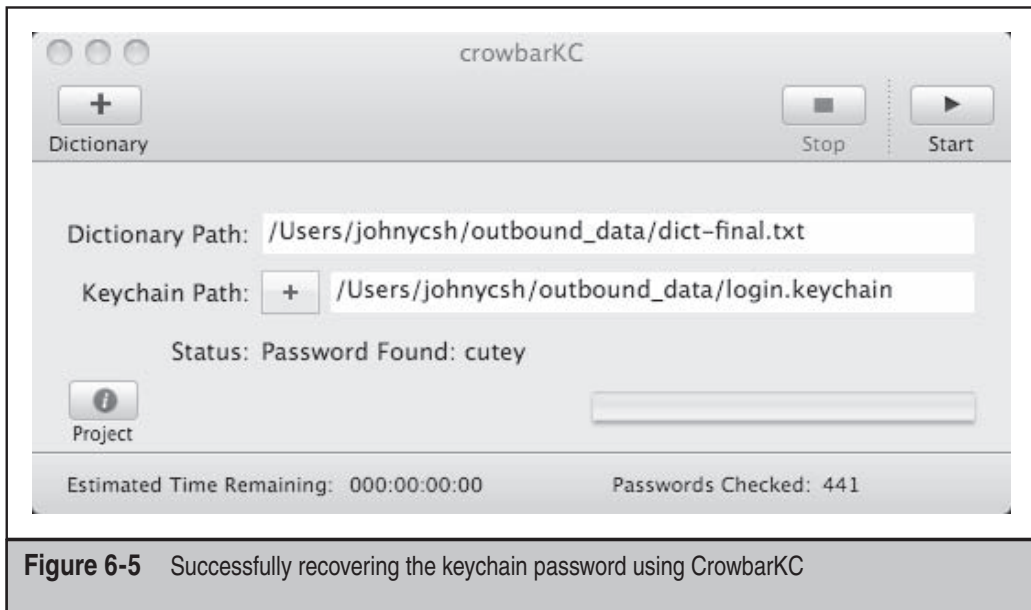 crowbarKC
Dictionary
Stop
Start
Dictionary Path: /Users/johnycsh/outbound_data/dict-final.txt
Keychain Path: + /Users/johnycsh/outbound_data/login.keychain
Status: Password Found: cutey
Project
Estimated Time Remaining: 000:00:00:00 Passwords Checked: 441
Figure 6-5 Successfully recovering the keychain password using CrowbarKC